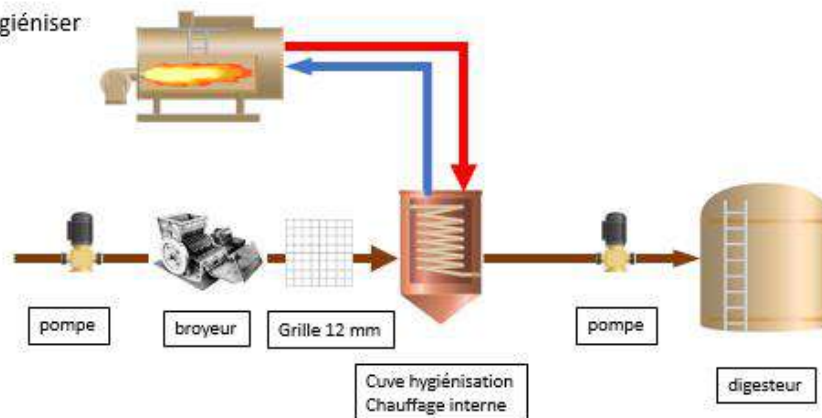 giéniser
pompe
broyeur
Grille 12 mm
pompe
Cuve hygiénisation
Chauffage interne
digesteur